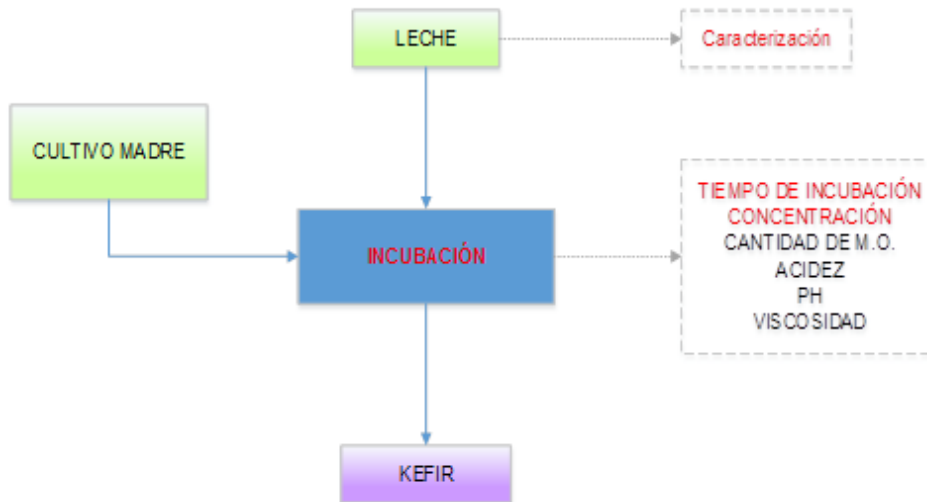 LECHE
Caracterización
CULTIVO MADRE
INCUBACIÓN
TIEMPO DE INCUBACIÓN
CONCENTRACIÓN
CANTIDAD DE M.O.
ACIDEZ
PH
VISCOSIDAD
KEFIR